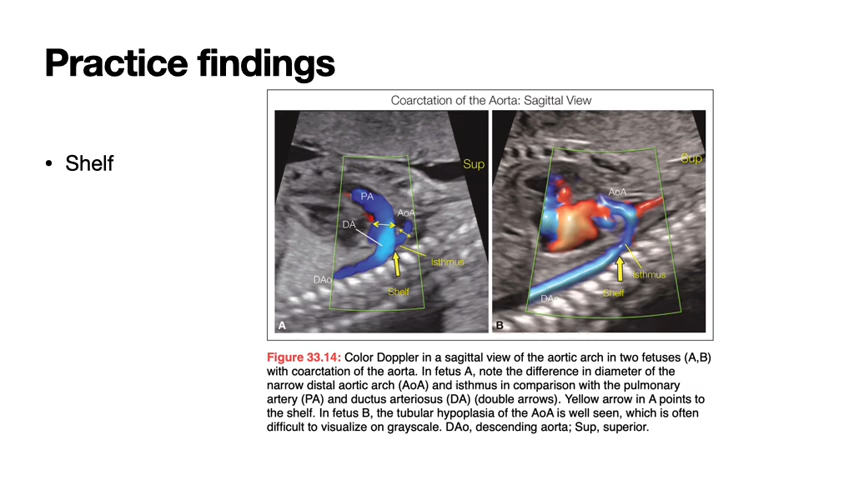 Practice findings
• Shelf
Coarctation of the Aorta: Sagittal View
Sup
PA
AoA
DA
Isthmus
DAo
Shelf
A
Sup
AoA
Isthmus
Shelf
DAo
B
Figure 33.14: Color Doppler in a sagittal view of the aortic arch in two fetuses (A,B)
with coarctation of the aorta. In fetus A, note the difference in diameter of the
narrow distal aortic arch (AoA) and isthmus in comparison with the pulmonary
artery (PA) and ductus arteriosus (DA) (double arrows). Yellow arrow in A points to
the shelf. In fetus B, the tubular hypoplasia of the AoA is well seen, which is often
difficult to visualize on grayscale. DAo, descending aorta; Sup, superior.